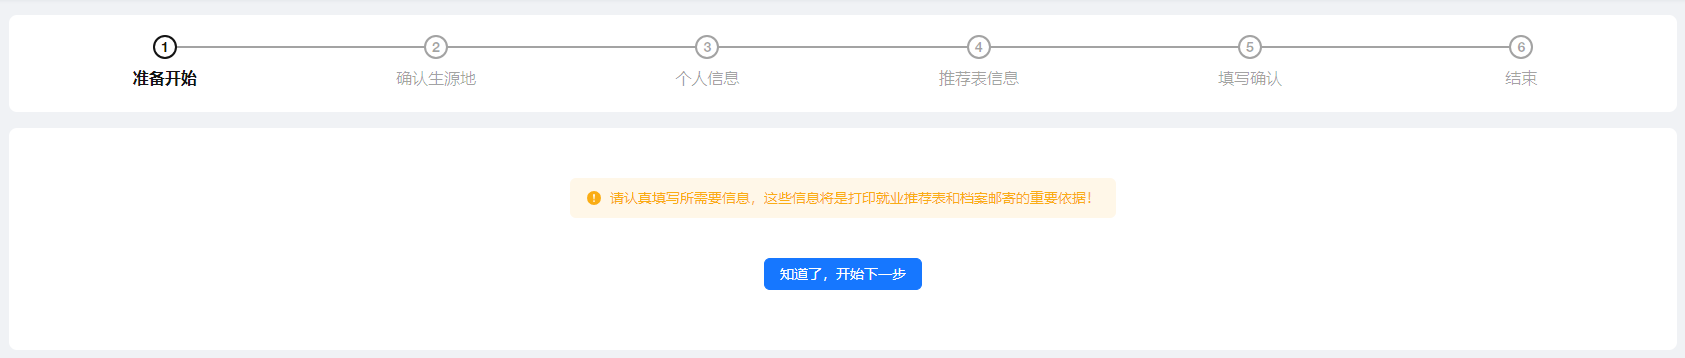 1
2
3
4
5
6
准备开始
确认生源地
个人信息
推荐表信息
填写确认
结束
请认真填写所需要信息，这些信息将是打印就业推荐表和档案邮寄的重要依据！
知道了，开始下一步